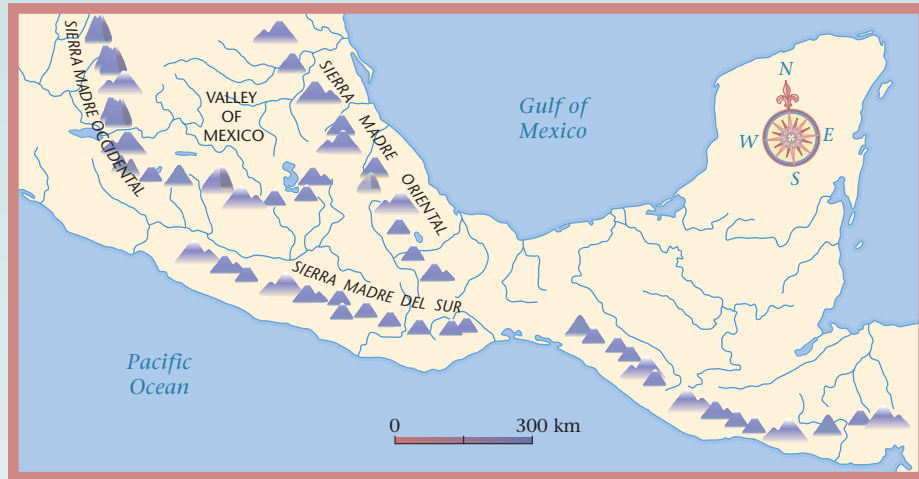 SIERRA MADRE OCCIDENTAL
VALLEY
OF
MEXICO
SIERRA MADRE ORIENTAL
SIERRA MADRE DEL SUR
Gulf of
Mexico
N
W
E
S
Pacific
Ocean
0 300 km